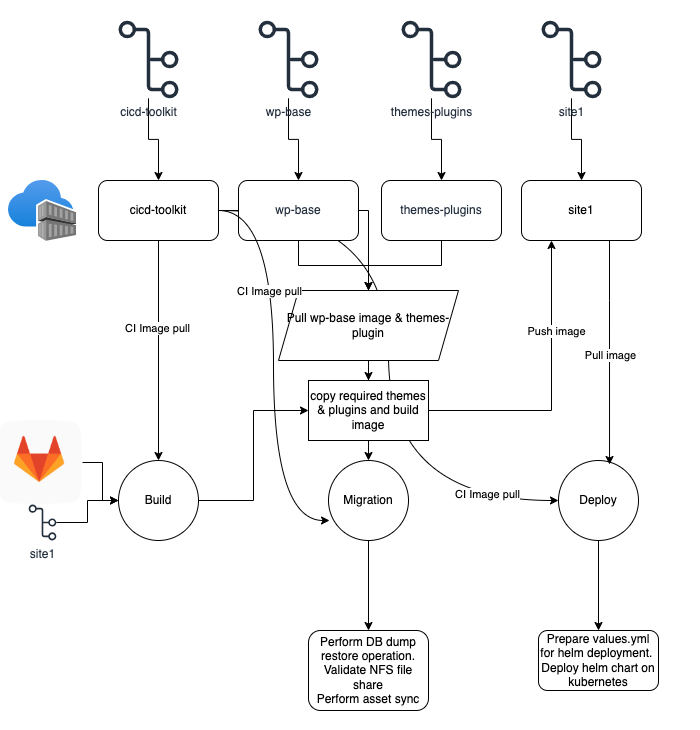 cicd-toolkit
wp-base
themes-plugins
site1
cicd-toolkit
wp-base
themes-plugins
site1
CI Image pull
Pull wp-base image & themes-
plugin
CI Image pull
Push image
Pull image
copy required themes
& plugins and build
image
Build
Migration
CI Image pull
Deploy
site1
Perform DB dump
restore operation.
Validate NFS file
share
Perform asset sync
Prepare values.yml
for helm deployment.
Deploy helm chart on
kubernetes